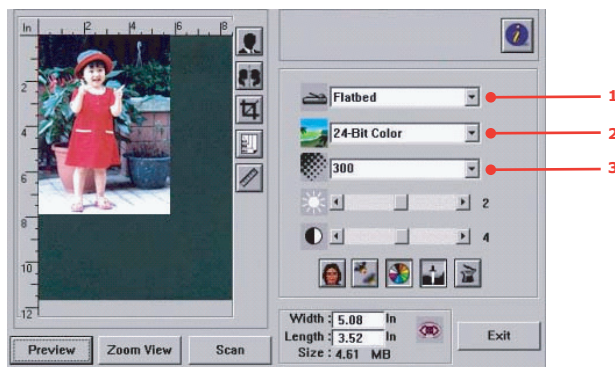 In 2 4 6 8
2
4
6
8
10
12
i
Flatbed
1
24-Bit Color
2
300
3
2
4
Width : 5.08 In
Length : 3.52 In
Size : 4.61 MB
Exit
Preview Zoom View Scan